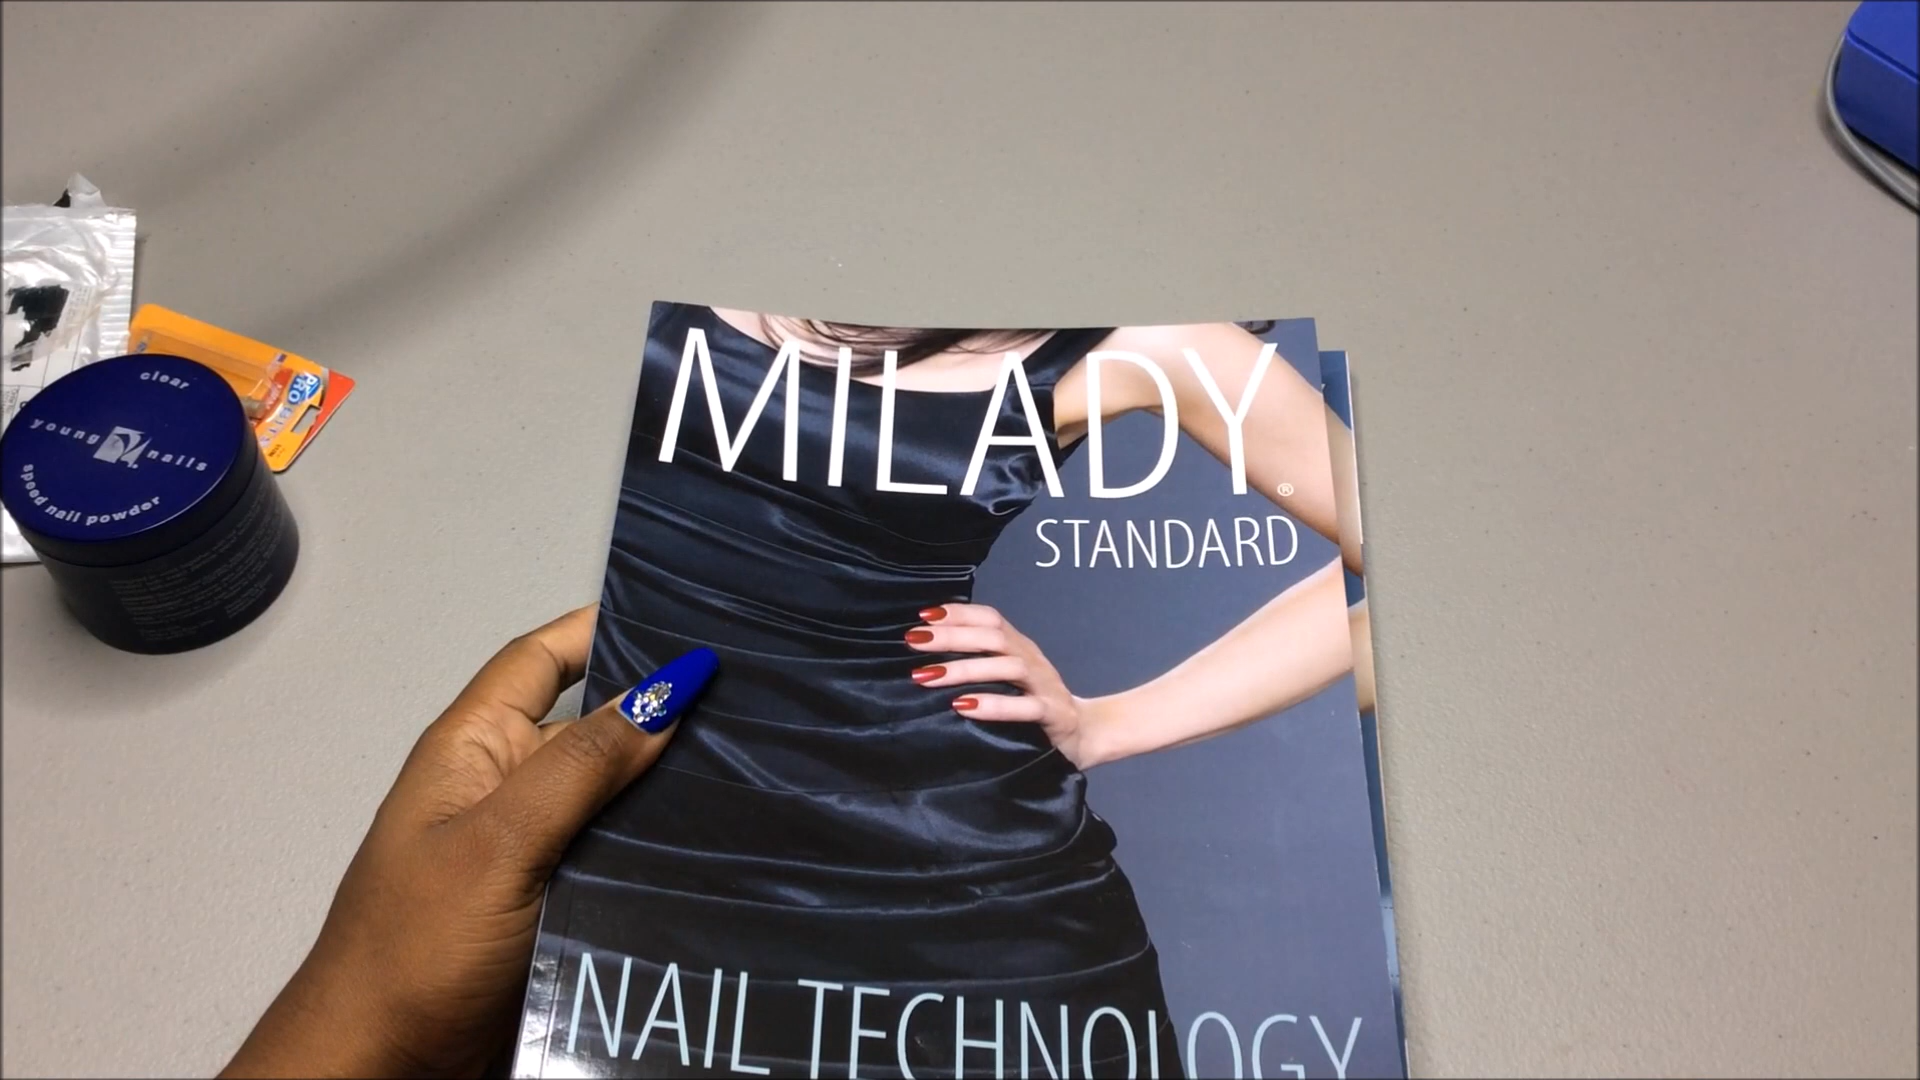 clear
young nails
speed nail powder
MILADY®
STANDARD
NAIL TECHNOLOGY